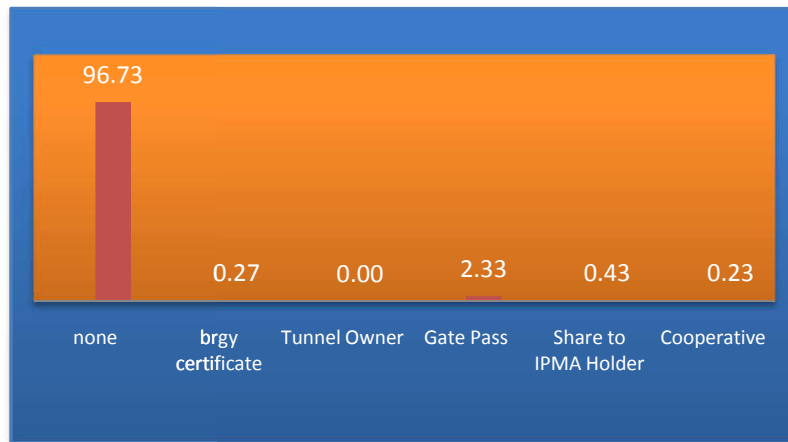 96.73
0.27
0.00
2.33
0.43
0.23
none
brgy certificate
Tunnel Owner
Gate Pass
Share to IPMA Holder
Cooperative